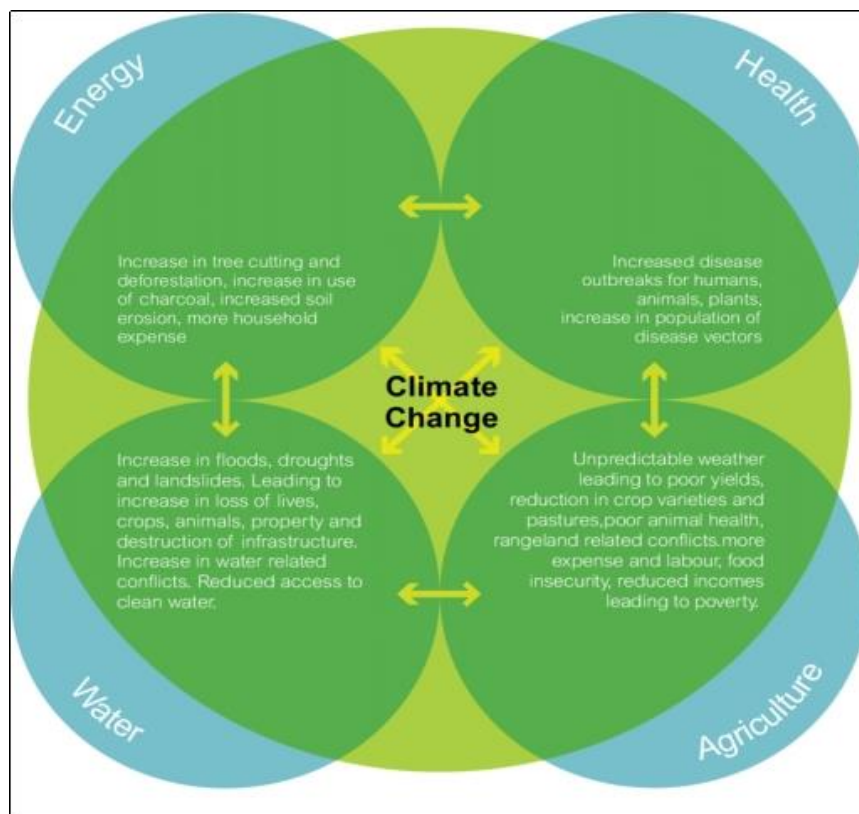 Energy
Health
Increase in tree cutting and
deforestation, increase in use
of charcoal, increased soil
erosion, more household
expense
Increased disease
outbreaks for humans,
animals, plants,
increase in population of
disease vectors
Climate
Change
Increase in floods, droughts
and landslides. Leading to
increase in loss of lives,
crops, animals, property and
destruction of infrastructure.
Increase in water related
conflicts. Reduced access to
clean water.
Unpredictable weather
leading to poor yields,
reduction in crop varieties and
pastures,poor animal health,
rangeland related conflicts.more
expense and labour, food
insecurity, reduced incomes
leading to poverty.
Water
Agriculture